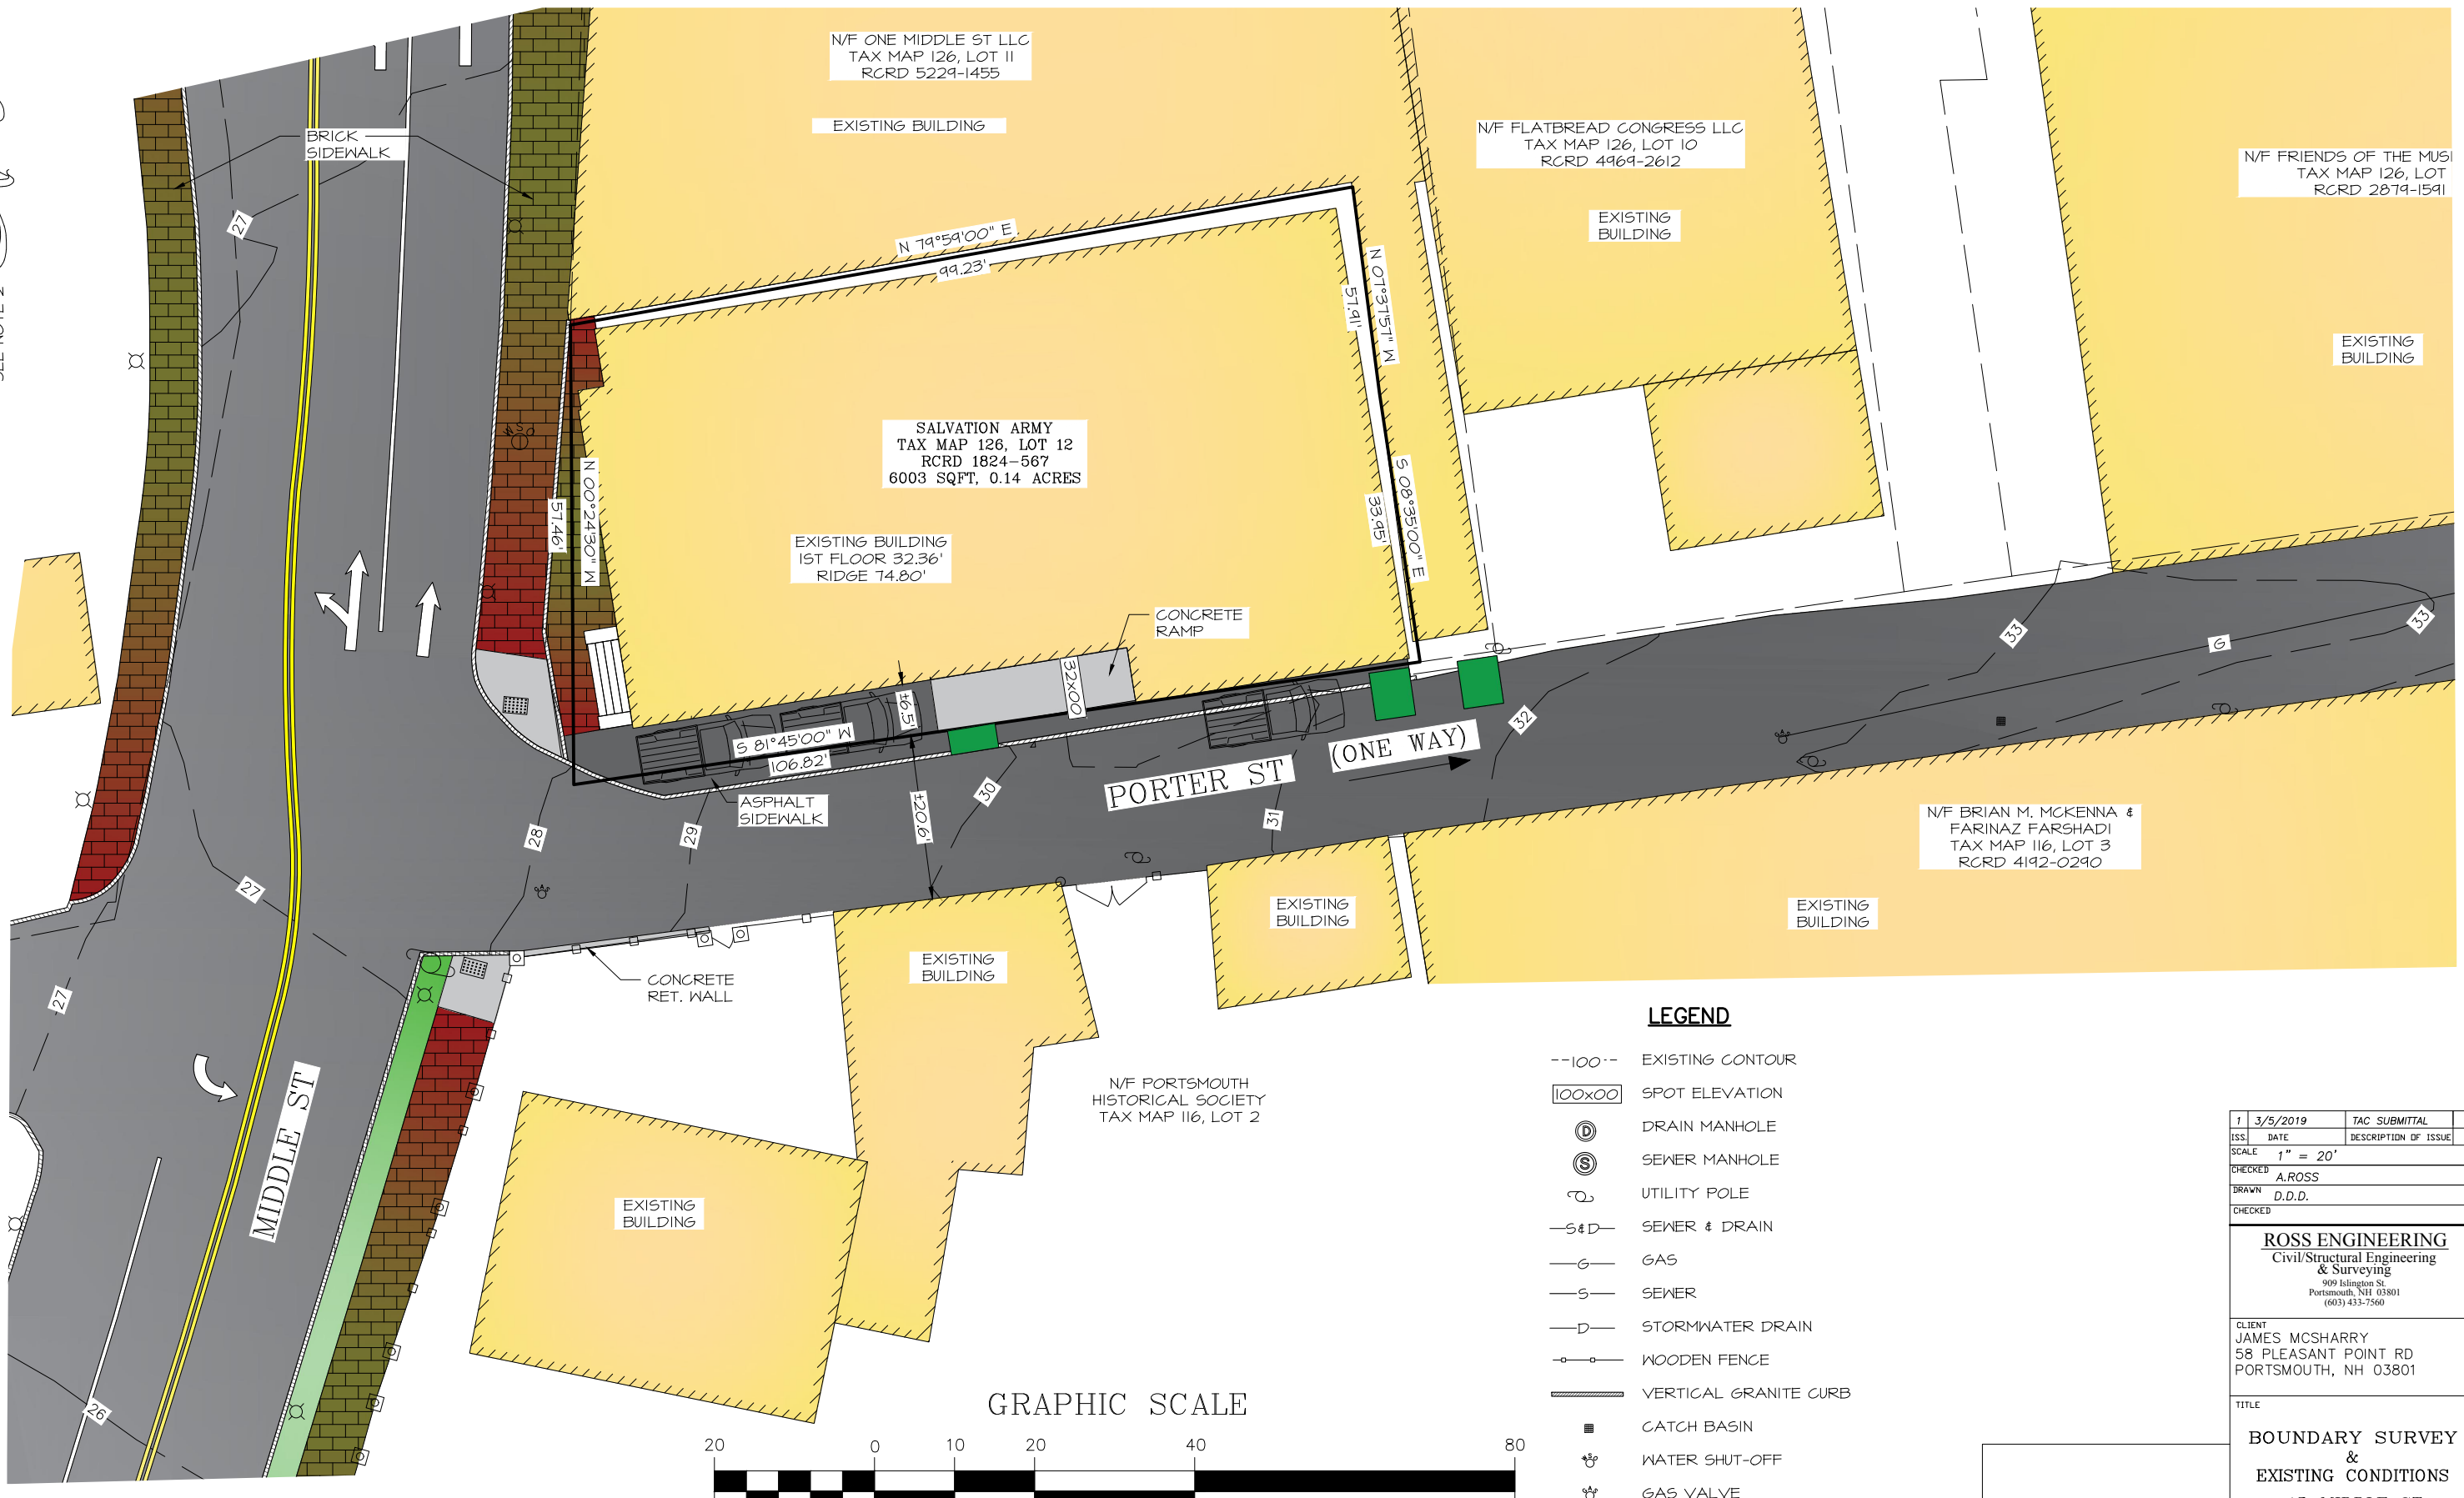 N/F ONE MIDDLE ST LLC
TAX MAP 126, LOT 11
RCRD 5229-1455
EXISTING BUILDING
BRICK
SIDEWALK
N/F FLATBREAD CONGRESS LLC
TAX MAP 126, LOT 10
RCRD 4969-2612
EXISTING
BUILDING
N/F FRIENDS OF THE MUSI
TAX MAP 126, LOT
RCRD 2879-1591
EXISTING
BUILDING
27
N 79°59'00" E
99.23'
N 07°37'57" W
57.91'
SALVATION ARMY
TAX MAP 126, LOT 12
RCRD 1824-567
6003 SQFT, 0.14 ACRES
EXISTING BUILDING
1ST FLOOR 32.36'
RIDGE 74.80'
WSO
N 00°24'30" W
57.46'
S 08°35'00" E
33.95'
CONCRETE
RAMP
32x00
±6.5'
S 81°45'00" W
106.82'
ASPHALT
SIDEWALK
±20.6'
PORTER ST
(ONE WAY)
28
29
30
31
32
33
33
G
27
27
26
CONCRETE
RET. WALL
EXISTING
BUILDING
EXISTING
BUILDING
EXISTING
BUILDING
N/F BRIAN M. MCKENNA &
FARINAZ FARSHADI
TAX MAP 116, LOT 3
RCRD 4192-0290
MIDDLE ST
EXISTING
BUILDING
N/F PORTSMOUTH
HISTORICAL SOCIETY
TAX MAP 116, LOT 2
LEGEND
--100-- EXISTING CONTOUR
100x00 SPOT ELEVATION
D DRAIN MANHOLE
S SEWER MANHOLE
UTILITY POLE
S&D SEWER & DRAIN
G GAS
S SEWER
D STORMWATER DRAIN
WOODEN FENCE
VERTICAL GRANITE CURB
CATCH BASIN
WATER SHUT-OFF
GAS VALVE
GRAPHIC SCALE
20 0 10 20 40 80
1 3/5/2019 TAC SUBMITTAL
ISS. DATE DESCRIPTION OF ISSUE
SCALE 1" = 20'
CHECKED A.ROSS
DRAWN D.D.D.
CHECKED
ROSS ENGINEERING
Civil/Structural Engineering
& Surveying
909 Islington St.
Portsmouth, NH 03801
(603) 433-7560
CLIENT
JAMES MCSHARRY
58 PLEASANT POINT RD
PORTSMOUTH, NH 03801
TITLE
BOUNDARY SURVEY
&
EXISTING CONDITIONS